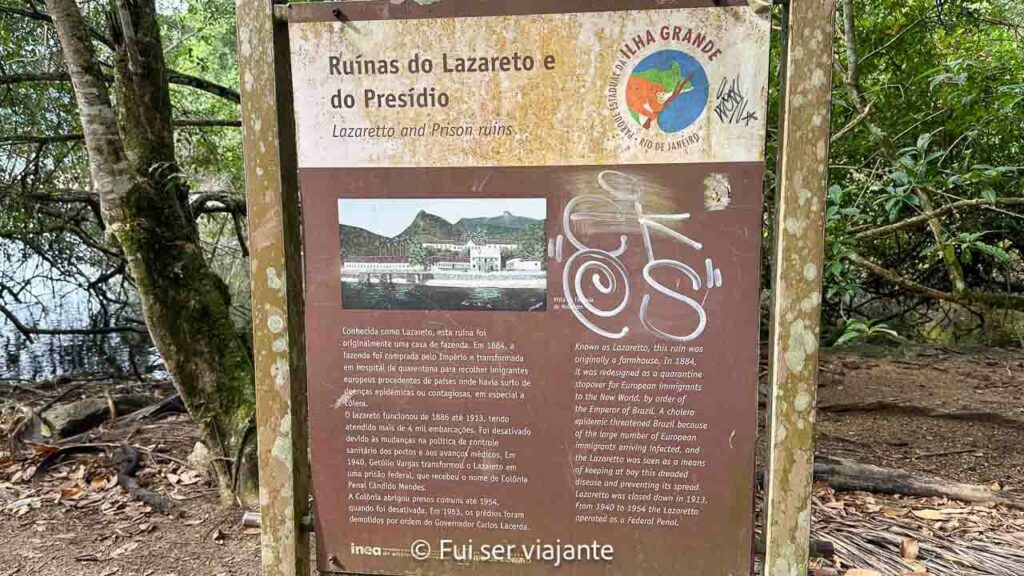 Ruínas do Lazareto e
do Presídio
Lazaretto and Prison ruins
PARQUE ESTADUAL DA ILHA GRANDE
RIO DE JANEIRO
Conhecida como Lazareto, esta ruína foi
originalmente uma casa de fazenda. Em 1884, a
fazenda foi comprada pelo Império e transformada
em hospital de quarentena para recolher imigrantes
europeus procedentes de países onde havia surto de
doenças epidêmicas ou contagiosas, em especial a
cólera.
O lazareto funcionou de 1886 até 1913, tendo
atendido mais de 4 mil embarcações. Foi desativado
devido às mudanças na política de controle
sanitário dos portos e aos avanços médicos. Em
1940, Getúlio Vargas transformou o Lazareto em
uma prisão federal, que recebeu o nome de Colônia
Penal Cândido Mendes.
A Colônia abrigou presos comuns até 1954,
quando foi desativada. Em 1963, os prédios foram
demolidos por ordem do Governador Carlos Lacerda.
Known as Lazaretto, this ruin was
originally a farmhouse. In 1884,
it was redesigned as a quarantine
stopover for European immigrants
to the New World, by order of
the Emperor of Brazil. A cholera
epidemic threatened Brazil because
of the large number of European
immigrants arriving infected, and
the Lazaretto was seen as a means
of keeping at bay this dreaded
disease and preventing its spread.
Lazaretto was closed down in 1913.
From 1940 to 1954 the Lazaretto
operated as a Federal Penal.
inea
© Fui ser viajante